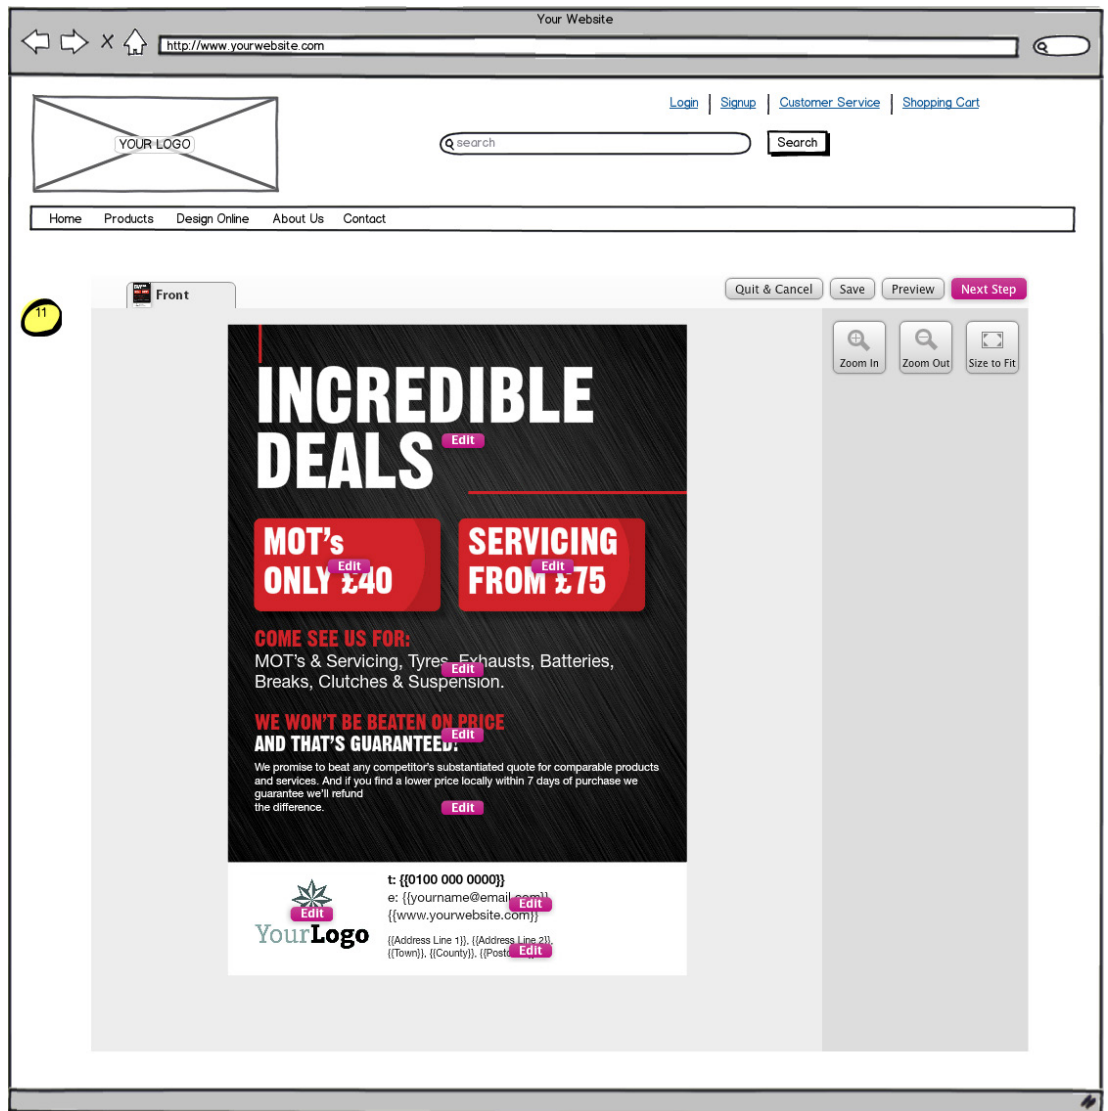 Your Website
http://www.yourwebsite.com
Login Signup Customer Service Shopping Cart
YOUR LOGO
search Search
Home Products Design Online About Us Contact
11
Front
Quit & Cancel Save Preview Next Step
Zoom In Zoom Out Size to Fit
INCREDIBLE
DEALS
Edit
MOT's
ONLY £40
Edit
SERVICING
FROM £75
Edit
COME SEE US FOR:
MOT's & Servicing, Tyres, Exhausts, Batteries,
Breaks, Clutches & Suspension.
Edit
WE WON'T BE BEATEN ON PRICE
AND THAT'S GUARANTEED!
Edit
We promise to beat any competitor's substantiated quote for comparable products
and services. And if you find a lower price locally within 7 days of purchase we
guarantee we'll refund
the difference.
Edit
Edit
YourLogo
t: {{0100 000 0000}}
e: {{yourname@email.com}}
{{www.yourwebsite.com}}
Edit
{{Address Line 1}}, {{Address Line 2}},
{{Town}}, {{County}},
Edit